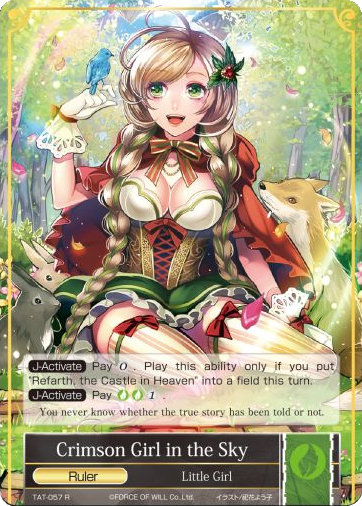 J-Activate Pay 0 . Play this ability only if you put
"Refarth, the Castle in Heaven" into a field this turn.
J-Activate Pay 1 .
You never know whether the true story has been told or not.
Crimson Girl in the Sky
Ruler Little Girl
TAT-057 R ©FORCE OF WILL Co.,Ltd. イラスト/祀花よう子